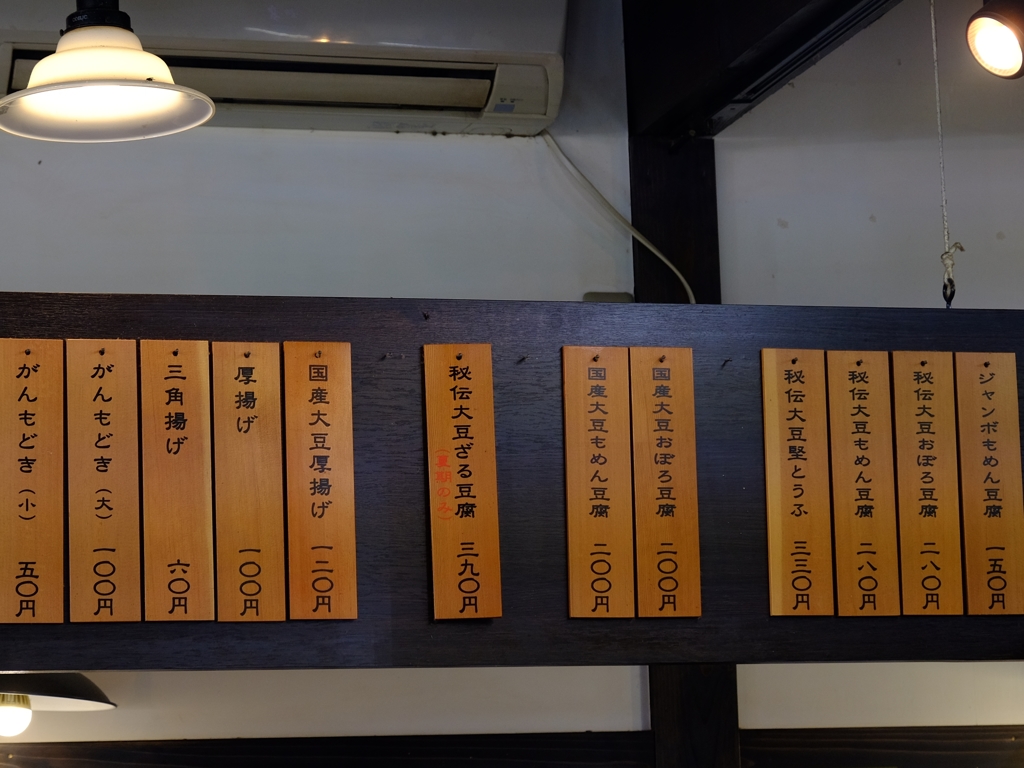 ジャンボもめん豆腐 一五〇円
秘伝大豆おぼろ豆腐 二八〇円
秘伝大豆もめん豆腐 二八〇円
秘伝大豆堅とうふ 三三〇円
国産大豆おぼろ豆腐 二〇〇円
国産大豆もめん豆腐 二〇〇円
秘伝大豆ざる豆腐 三九〇円
(夏期のみ)
国産大豆厚揚げ 一二〇円
厚揚げ 一〇〇円
三角揚げ 六〇円
がんもどき(大) 一〇〇円
がんもどき(小) 五〇円